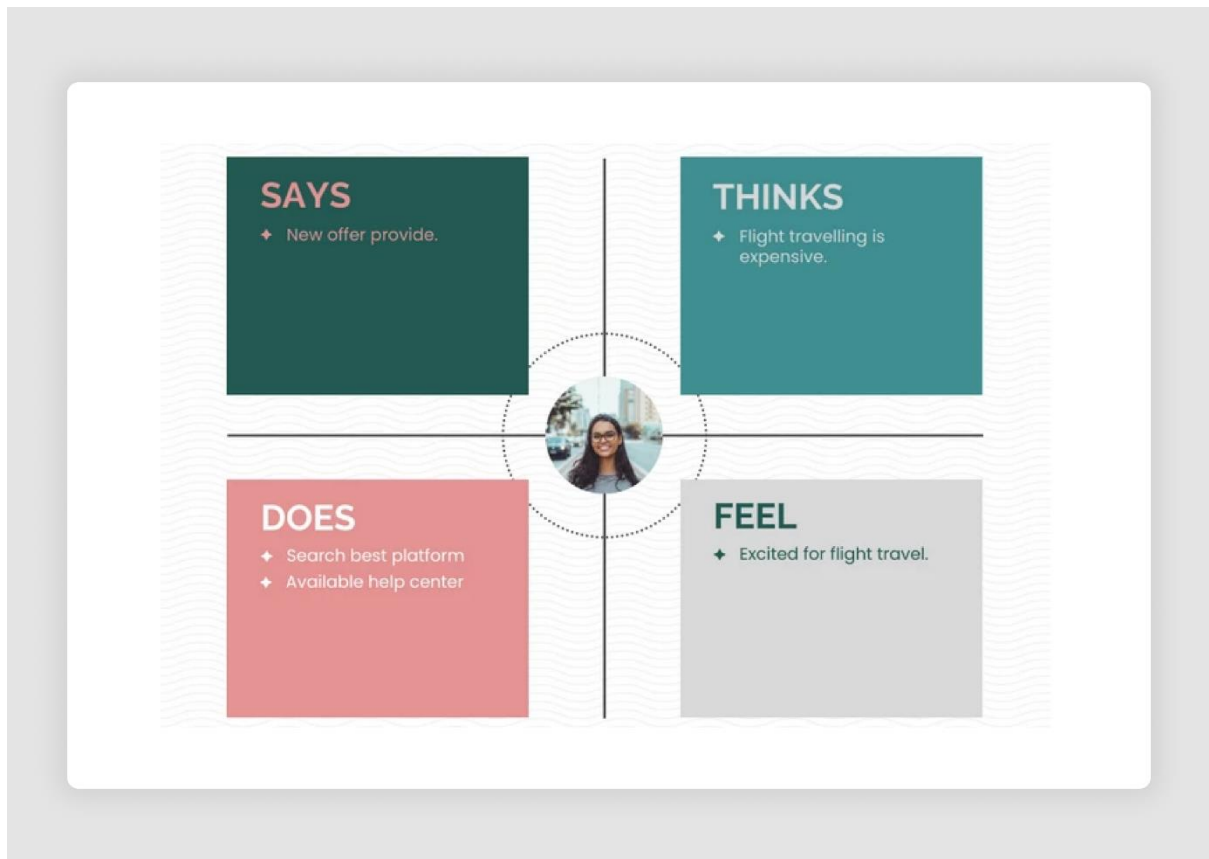 SAYS
New offer provide.
THINKS
Flight travelling is
expensive.
DOES
Search best platform
Available help center
FEEL
Excited for flight travel.